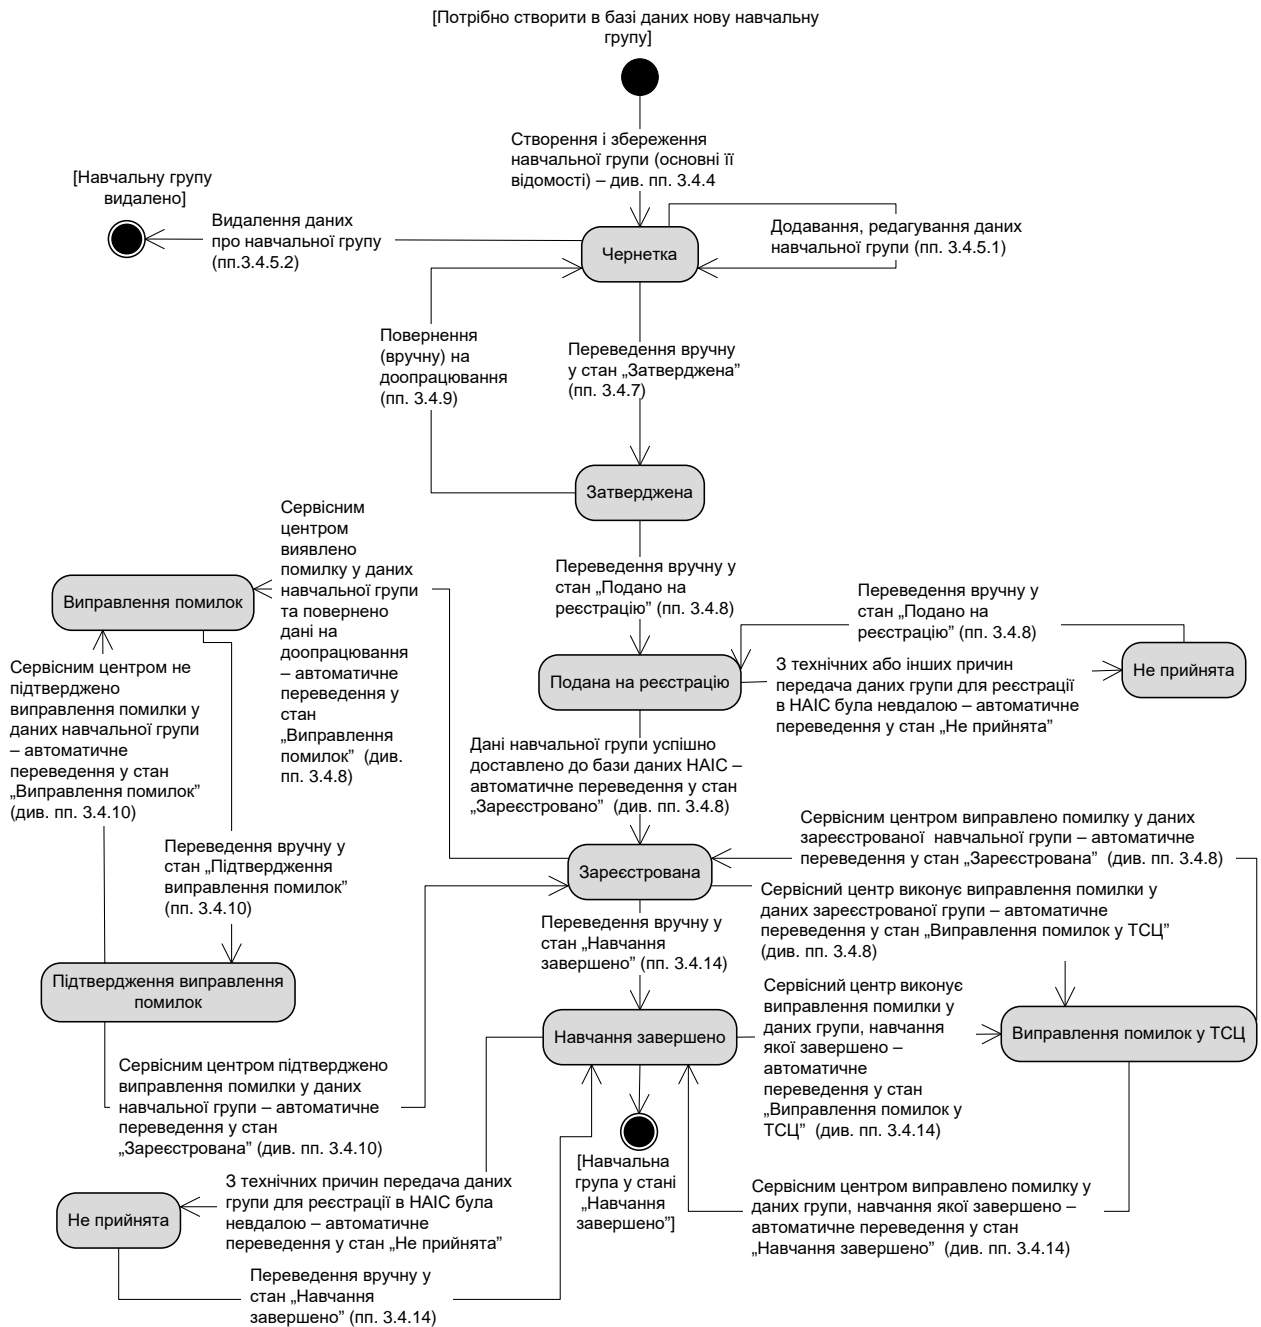 [Потрібно створити в базі даних нову навчальну
групу]
Створення і збереження
навчальної групи (основні її
відомості) – див. пп. 3.4.4
[Навчальну групу
видалено]
Видалення даних
про навчальної групу
(пп.3.4.5.2)
Чернетка
Додавання, редагування даних
навчальної групи (пп. 3.4.5.1)
Повернення
(вручну) на
доопрацювання
(пп. 3.4.9)
Переведення вручну
у стан „Затверджена”
(пп. 3.4.7)
Затверджена
Сервісним
центром
виявлено
помилку у даних
навчальної групи
та повернено
дані на
доопрацювання
– автоматичне
переведення у
стан
„Виправлення
помилок”  (див.
пп. 3.4.8)
Переведення вручну у
стан „Подано на
реєстрацію” (пп. 3.4.8)
Переведення вручну у
стан „Подано на
реєстрацію” (пп. 3.4.8)
Виправлення помилок
Подана на реєстрацію
З технічних або інших причин
передача даних групи для реєстрації
в НАІС була невдалою – автоматичне
переведення у стан „Не прийнята”
Не прийнята
Сервісним центром не
підтверджено
виправлення помилки у
даних навчальної групи
– автоматичне
переведення у стан
„Виправлення помилок”
(див. пп. 3.4.10)
Дані навчальної групи успішно
доставлено до бази даних НАІС –
автоматичне переведення у стан
„Зареєстровано”  (див. пп. 3.4.8)
Переведення вручну у
стан „Підтвердження
виправлення помилок”
(пп. 3.4.10)
Сервісним центром виправлено помилку у даних
зареєстрованої  навчальної групи – автоматичне
переведення у стан „Зареєстрована”  (див. пп. 3.4.8)
Зареєстрована
Сервісний центр виконує виправлення помилки у
даних зареєстрованої групи – автоматичне
переведення у стан „Виправлення помилок у ТСЦ”
(див. пп. 3.4.8)
Переведення вручну у
стан „Навчання
завершено” (пп. 3.4.14)
Підтвердження виправлення
помилок
Навчання завершено
Сервісний центр виконує
виправлення помилки у
даних групи, навчання
якої завершено –
автоматичне
переведення у стан
„Виправлення помилок у
ТСЦ”  (див. пп. 3.4.14)
Виправлення помилок у ТСЦ
Сервісним центром підтверджено
виправлення помилки у даних
навчальної групи – автоматичне
переведення у стан
„Зареєстрована” (див. пп. 3.4.10)
[Навчальна
група у стані
„Навчання
завершено”]
З технічних причин передача даних
групи для реєстрації в НАІС була
невдалою – автоматичне
переведення у стан „Не прийнята”
Не прийнята
Сервісним центром виправлено помилку у
даних групи, навчання якої завершено –
автоматичне переведення у стан
„Навчання завершено”  (див. пп. 3.4.14)
Переведення вручну у
стан „Навчання
завершено” (пп. 3.4.14)